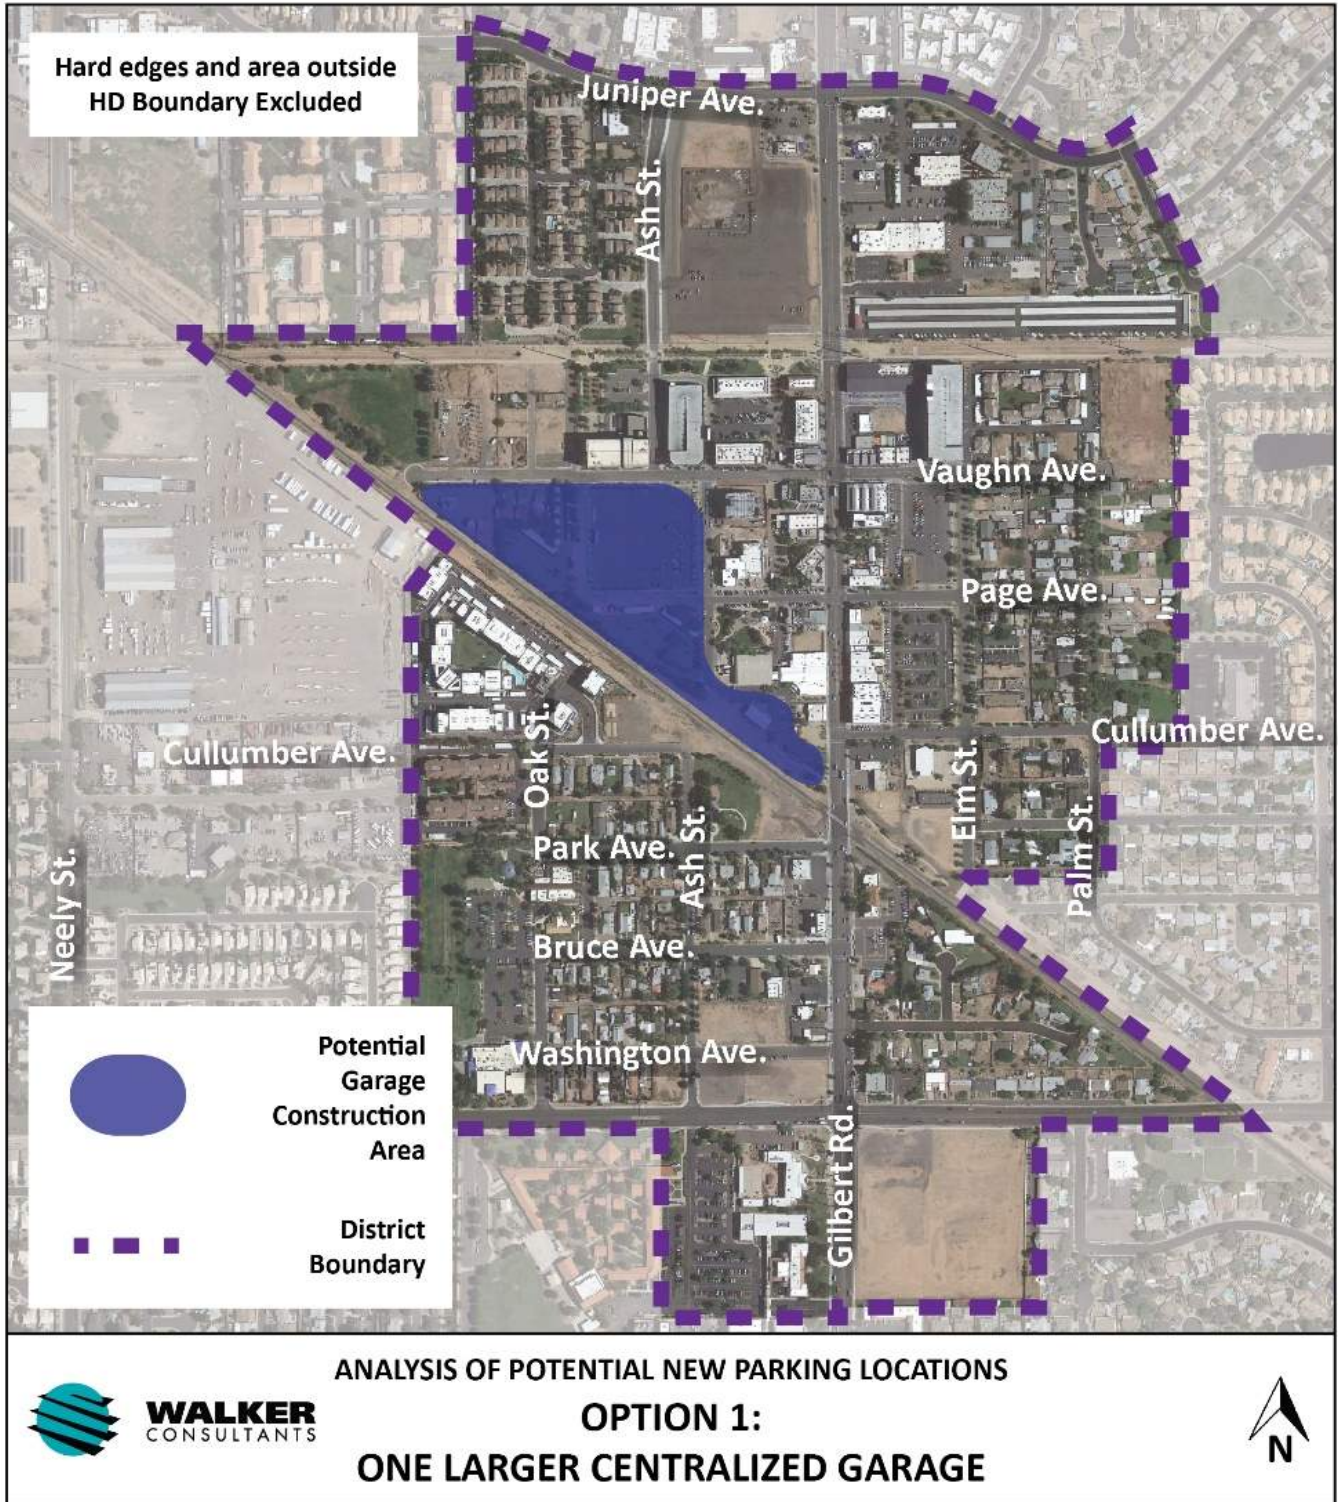 Hard edges and area outside
HD Boundary Excluded
Juniper Ave.
Ash St.
Vaughn Ave.
Page Ave.
Cullumber Ave.
Cullumber Ave.
Oak St.
Elm St.
Palm St.
Park Ave.
Ash St.
Neely St.
Bruce Ave.
Washington Ave.
Gilbert Rd.
Potential
Garage
Construction
Area
District
Boundary
ANALYSIS OF POTENTIAL NEW PARKING LOCATIONS
OPTION 1:
ONE LARGER CENTRALIZED GARAGE
WALKER
CONSULTANTS
N